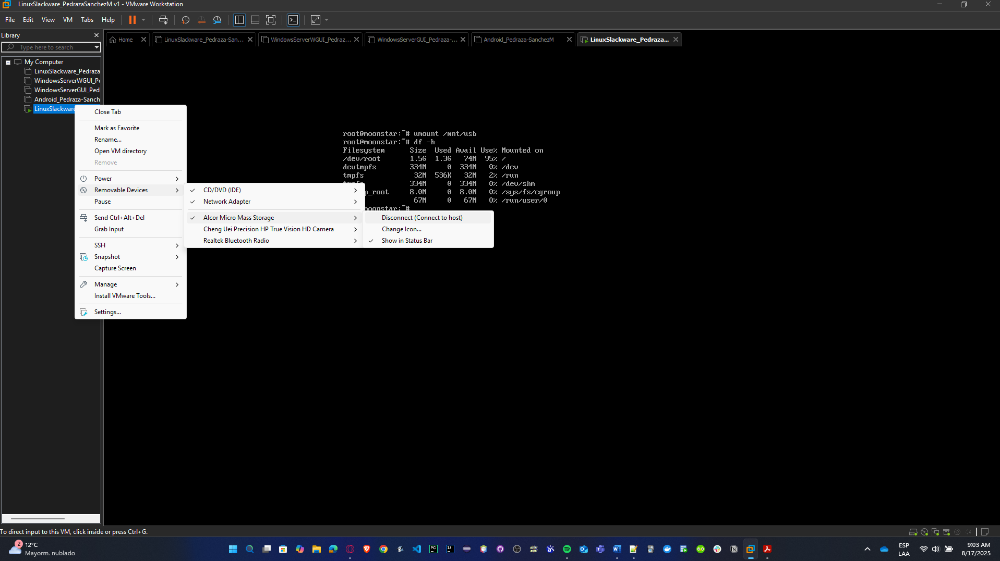 LinuxSlackware_PedrazaSanchezM v1 - VMware Workstation
File Edit View VM Tabs Help
Library
Type here to search
Home
LinuxSlackware_Pedraza-San...
WindowsServerWGUI_Pedraz...
WindowsServerGUI_Pedraza-...
Android_Pedraza-SanchezM
LinuxSlackware_Pedraza...
My Computer
LinuxSlackware_Pedraza
WindowsServerWGUI_Pe
WindowsServerGUI_Ped
Android_Pedraza-Sanch
LinuxSlackware
Close Tab
Mark as Favorite
Rename...
Open VM directory
Remove
Power
Removable Devices
Pause
Send Ctrl+Alt+Del
Grab Input
SSH
Snapshot
Capture Screen
Manage
Install VMware Tools...
Settings...
CD/DVD (IDE)
Network Adapter
Alcor Micro Mass Storage
Cheng Uei Precision HP True Vision HD Camera
Realtek Bluetooth Radio
Disconnect (Connect to host)
Change Icon...
Show in Status Bar
root@moonstar:~# umount /mnt/usb
root@moonstar:~# df -h
Filesystem Size Used Avail Use% Mounted on
/dev/root 1.5G 1.3G 74M 95% /
devtmpfs 334M 0 334M 0% /dev
tmpfs 32M 536K 32M 2% /run
334M 0 334M 0% /dev/shm
p_root 8.0M 0 8.0M 0% /sys/fs/cgroup
67M 0 67M 0% /run/user/0
moonstar:~#
To direct input to this VM, click inside or press Ctrl+G.
2
12°C
Mayorm. nublado
PC
IJ
ESP
LAA
9:03 AM
8/17/2025